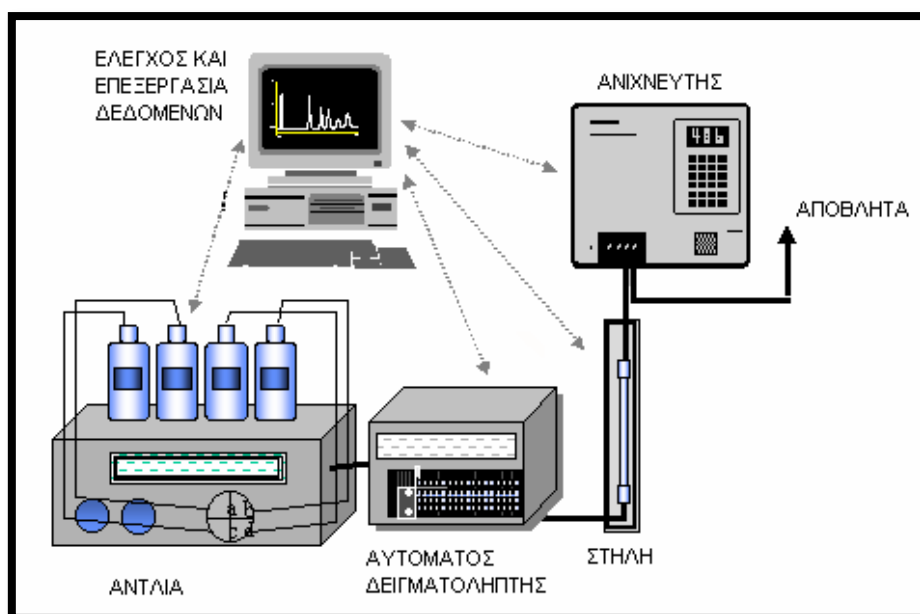 ΕΛΕΓΧΟΣ ΚΑΙ
ΕΠΕΞΕΡΓΑΣΙΑ
ΔΕΔΟΜΕΝΩΝ
ΑΝΙΧΝΕΥΤΗΣ
486
ΑΠΟΒΛΗΤΑ
A B
C d
ΑΝΤΛΙΑ
ΑΥΤΟΜΑΤΟΣ
ΔΕΙΓΜΑΤΟΛΗΠΤΗΣ
ΣΤΗΛΗ